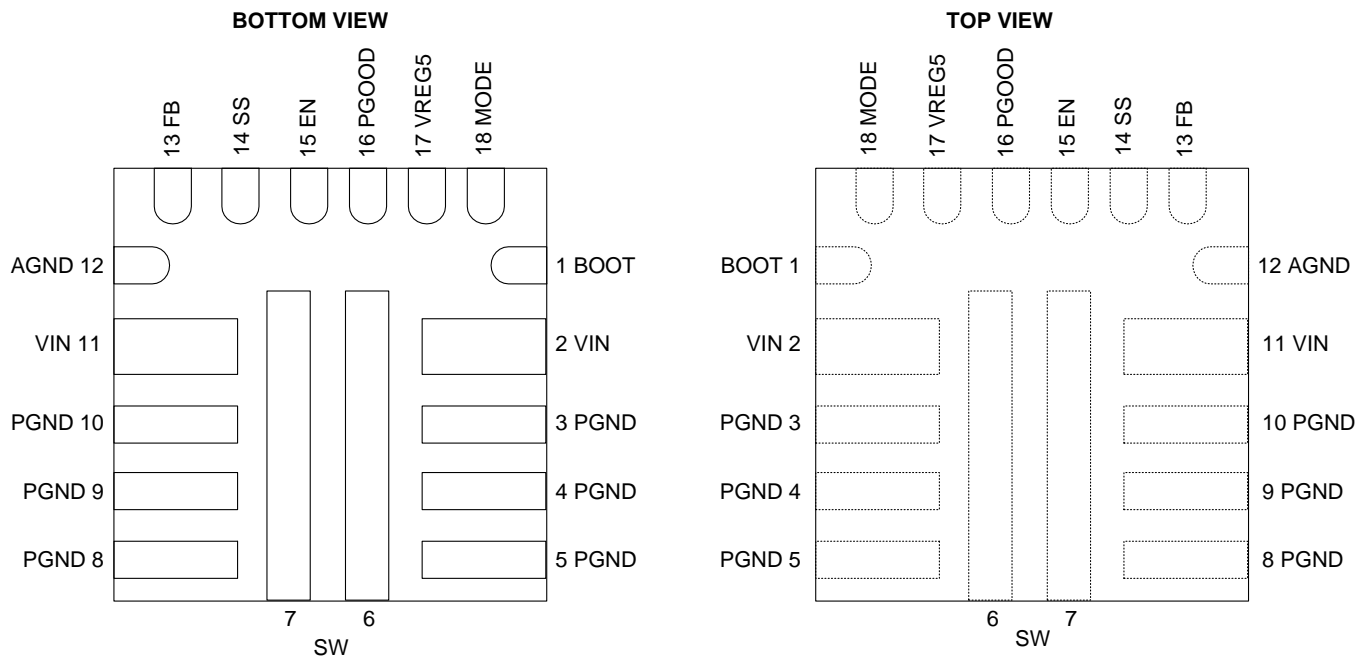 BOTTOM VIEW
13 FB
14 SS
15 EN
16 PGOOD
17 VREG5
18 MODE
AGND 12
1 BOOT
VIN 11
2 VIN
PGND 10
3 PGND
PGND 9
4 PGND
PGND 8
5 PGND
7
6
SW
TOP VIEW
18 MODE
17 VREG5
16 PGOOD
15 EN
14 SS
13 FB
BOOT 1
12 AGND
VIN 2
11 VIN
PGND 3
10 PGND
PGND 4
9 PGND
PGND 5
8 PGND
6
7
SW